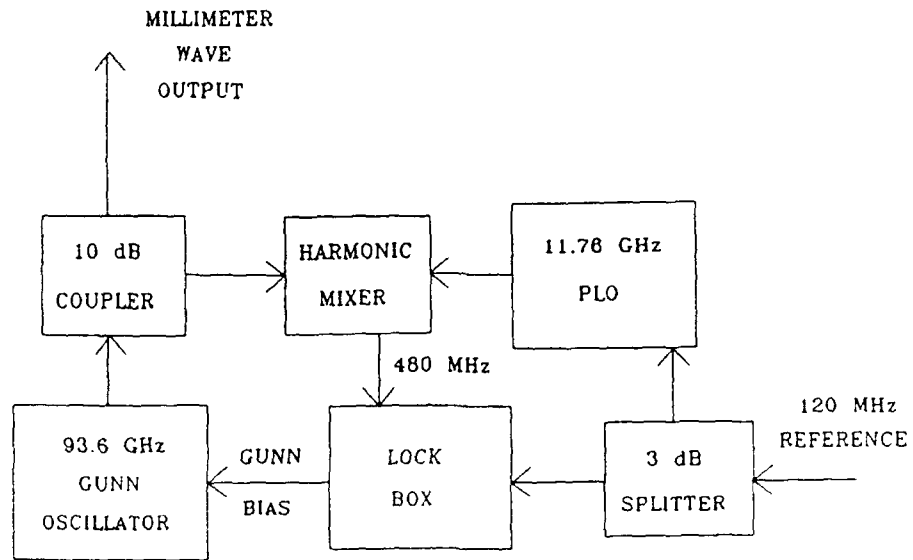 MILLIMETER
WAVE
OUTPUT
10 dB
COUPLER
HARMONIC
MIXER
11.76 GHz
PLO
480 MHz
93.6 GHz
GUNN
OSCILLATOR
GUNN
BIAS
LOCK
BOX
3 dB
SPLITTER
120 MHz
REFERENCE